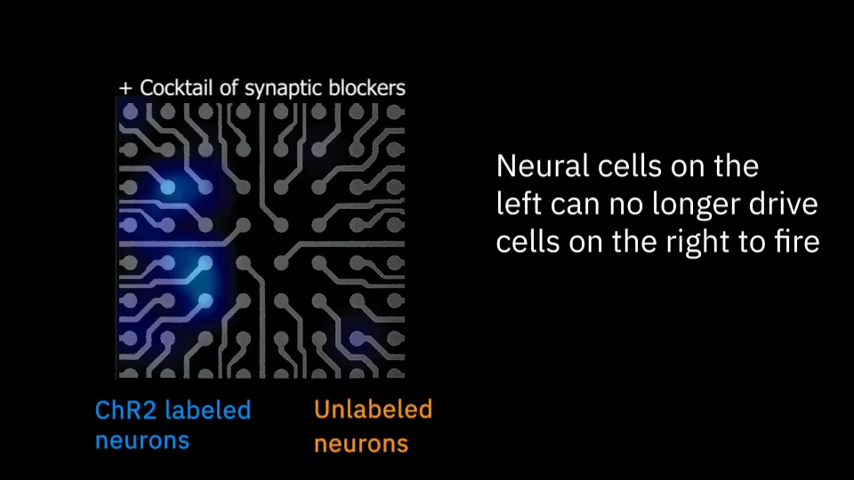 + Cocktail of synaptic blockers
Neural cells on the
left can no longer drive
cells on the right to fire
ChR2 labeled
neurons
Unlabeled
neurons